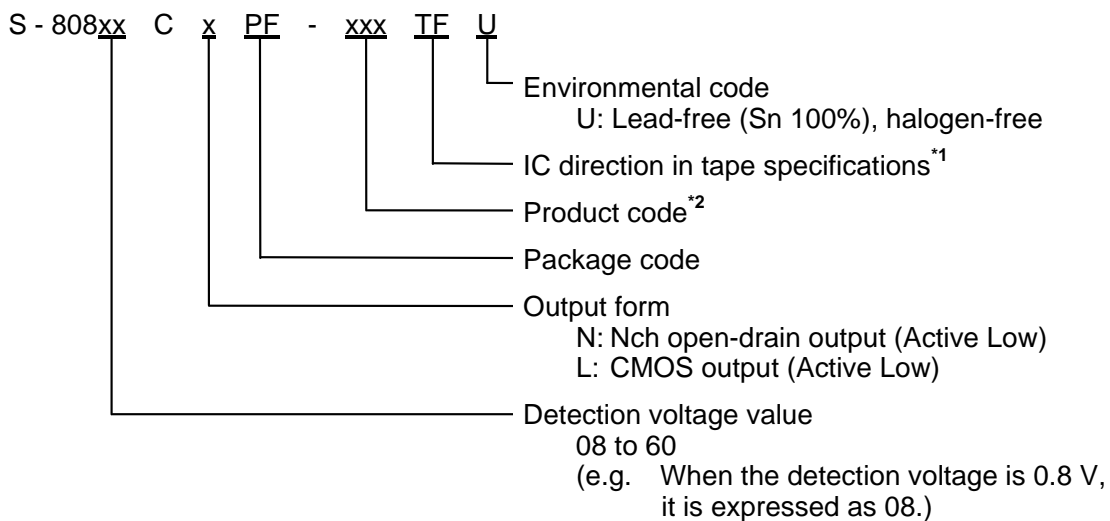 S - 808xx C x PF - xxx TF U
Environmental code
U: Lead-free (Sn 100%), halogen-free
IC direction in tape specifications*1
Product code*2
Package code
Output form
N: Nch open-drain output (Active Low)
L: CMOS output (Active Low)
Detection voltage value
08 to 60
(e.g. When the detection voltage is 0.8 V,
it is expressed as 08.)